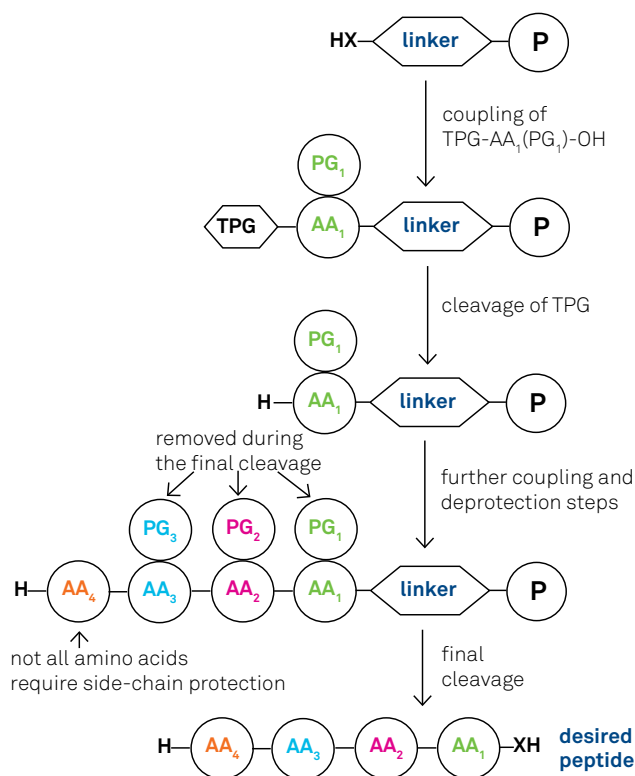 HX linker P
coupling of
TPG-AA₁(PG₁)-OH
PG₁
TPG AA₁ linker P
cleavage of TPG
PG₁
H AA₁ linker P
removed during
the final cleavage
further coupling and
deprotection steps
PG₃ PG₂ PG₁
H AA₄ AA₃ AA₂ AA₁ linker P
not all amino acids
require side-chain protection
final
cleavage
H AA₄ AA₃ AA₂ AA₁ XH
desired
peptide